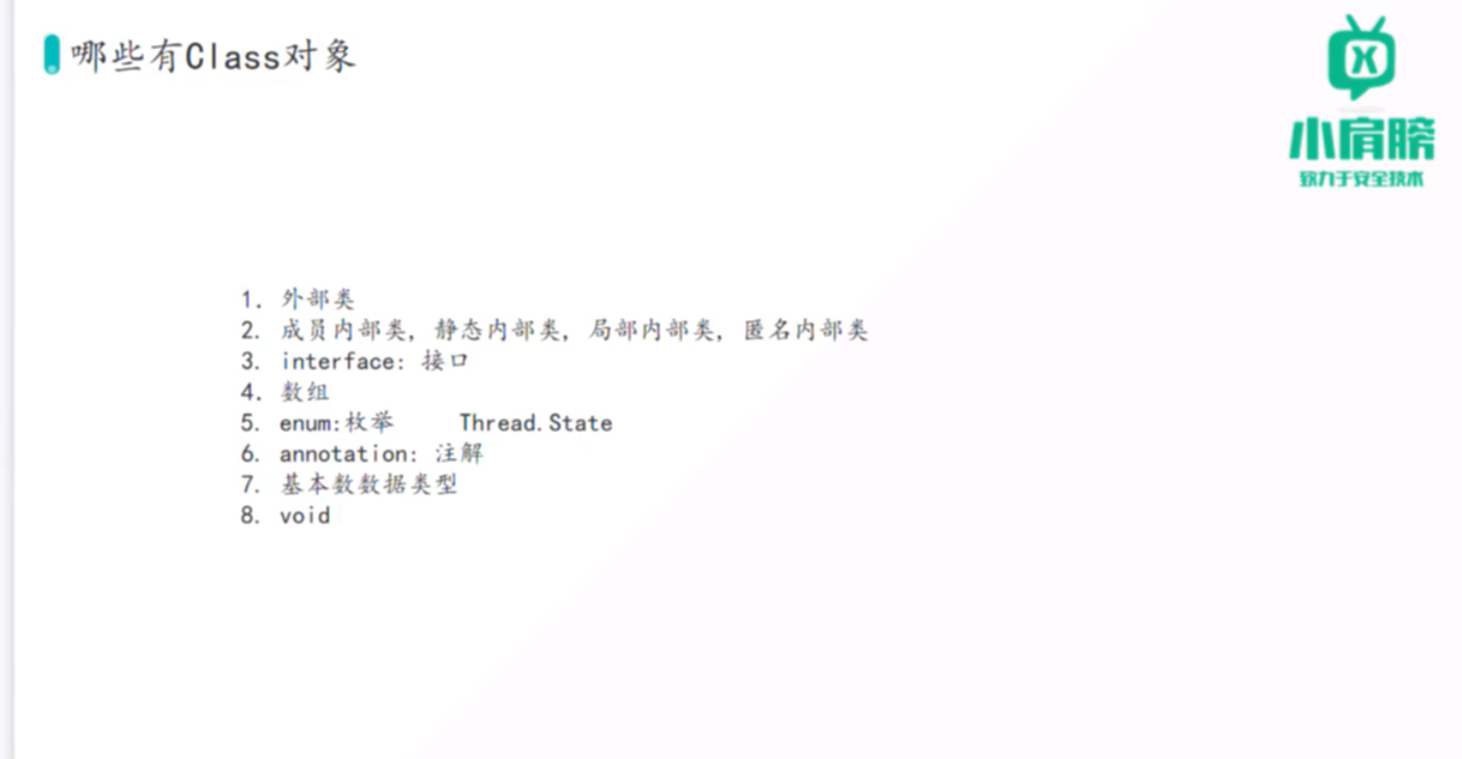 哪些有Class对象
小肩膀
致力于安全技术
1. 外部类
2. 成员内部类, 静态内部类, 局部内部类, 匿名内部类
3. interface: 接口
4. 数组
5. enum:枚举 Thread.State
6. annotation: 注解
7. 基本数数据类型
8. void